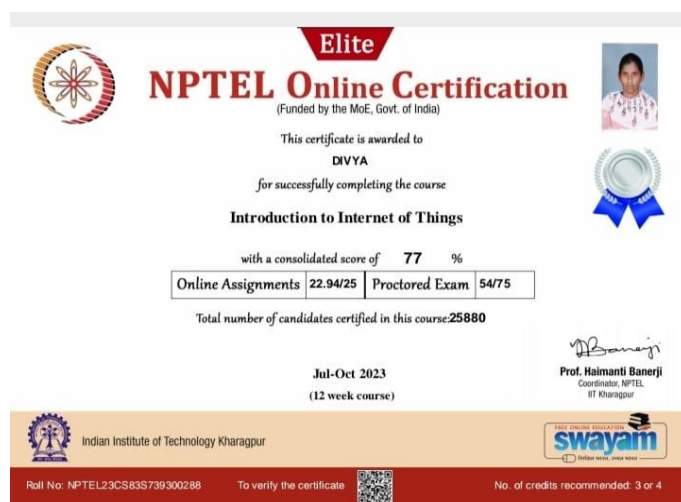 Elite
NPTEL Online Certification
(Funded by the MoE, Govt. of India)
This certificate is awarded to
DIVYA
for successfully completing the course
Introduction to Internet of Things
with a consolidated score of 77 %
Online Assignments 22.94/25 Proctored Exam 54/75
Total number of candidates certified in this course:25880
Jul-Oct 2023
(12 week course)
Prof. Haimanti Banerji
Coordinator, NPTEL
IIT Kharagpur
Indian Institute of Technology Kharagpur
FREE ONLINE EDUCATION
swayam
Roll No: NPTEL23CS83S739300288 To verify the certificate No. of credits recommended: 3 or 4